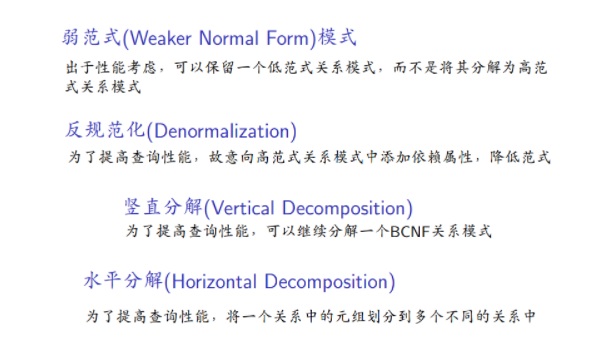 弱范式(Weaker Normal Form)模式
出于性能考虑，可以保留一个低范式关系模式，而不是将其分解为高范
式关系模式
反规范化(Denormalization)
为了提高查询性能，故意向高范式关系模式中添加依赖属性，降低范式
竖直分解(Vertical Decomposition)
为了提高查询性能，可以继续分解一个BCNF关系模式
水平分解(Horizontal Decomposition)
为了提高查询性能，将一个关系中的元组划分到多个不同的关系中